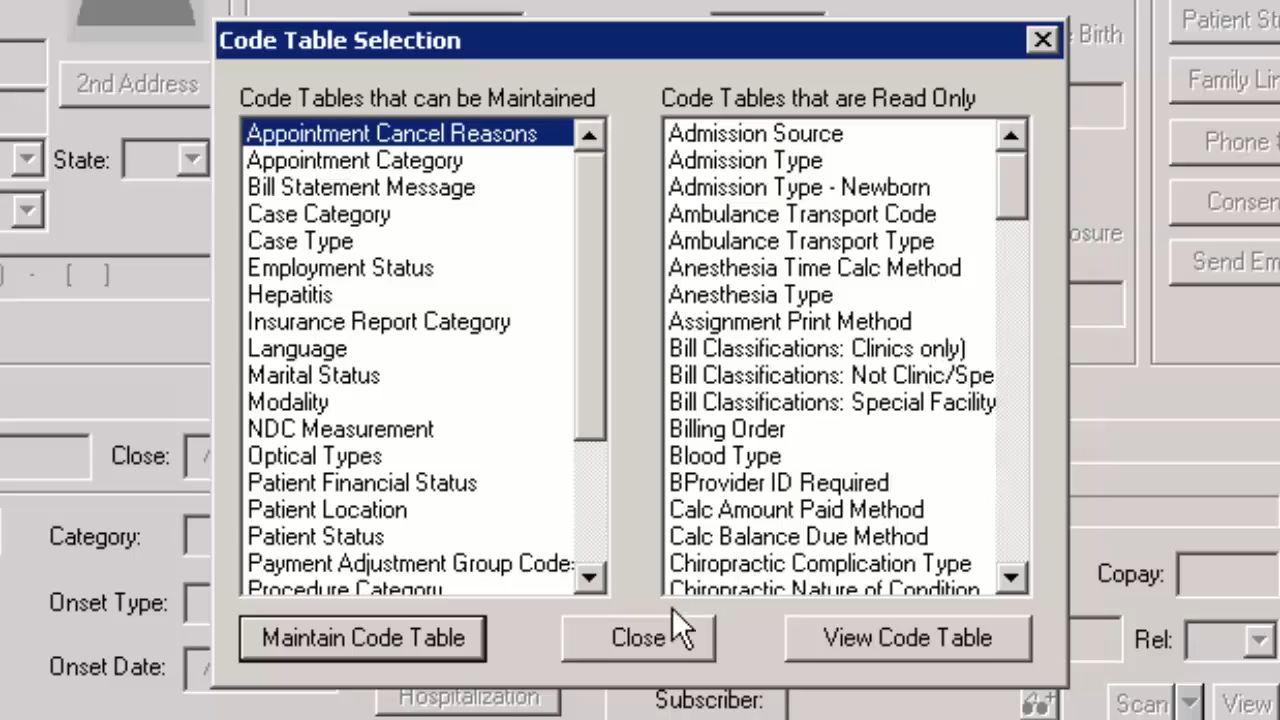 Code Table Selection
Birth
Patient St
2nd Address
Family Lin
Code Tables that can be Maintained
Code Tables that are Read Only
Appointment Cancel Reasons
Appointment Category
Bill Statement Message
Case Category
Case Type
Employment Status
Hepatitis
Insurance Report Category
Language
Marital Status
Modality
NDC Measurement
Optical Types
Patient Financial Status
Patient Location
Patient Status
Payment Adjustment Group Code
Procedure Category
Admission Source
Admission Type
Admission Type - Newborn
Ambulance Transport Code
Ambulance Transport Type
Anesthesia Time Calc Method
Anesthesia Type
Assignment Print Method
Bill Classifications: Clinics only)
Bill Classifications: Not Clinic/Spe
Bill Classifications: Special Facility
Billing Order
Blood Type
BProvider ID Required
Calc Amount Paid Method
Calc Balance Due Method
Chiropractic Complication Type
Chiropractic Nature of Condition
State:
Phone
Consen
osure
Send Em
) - [ ]
Close: /
Category:
Onset Type:
Onset Date: /
Copay:
Rel:
Maintain Code Table
Close
View Code Table
Hospitalization
Subscriber:
Scan
View